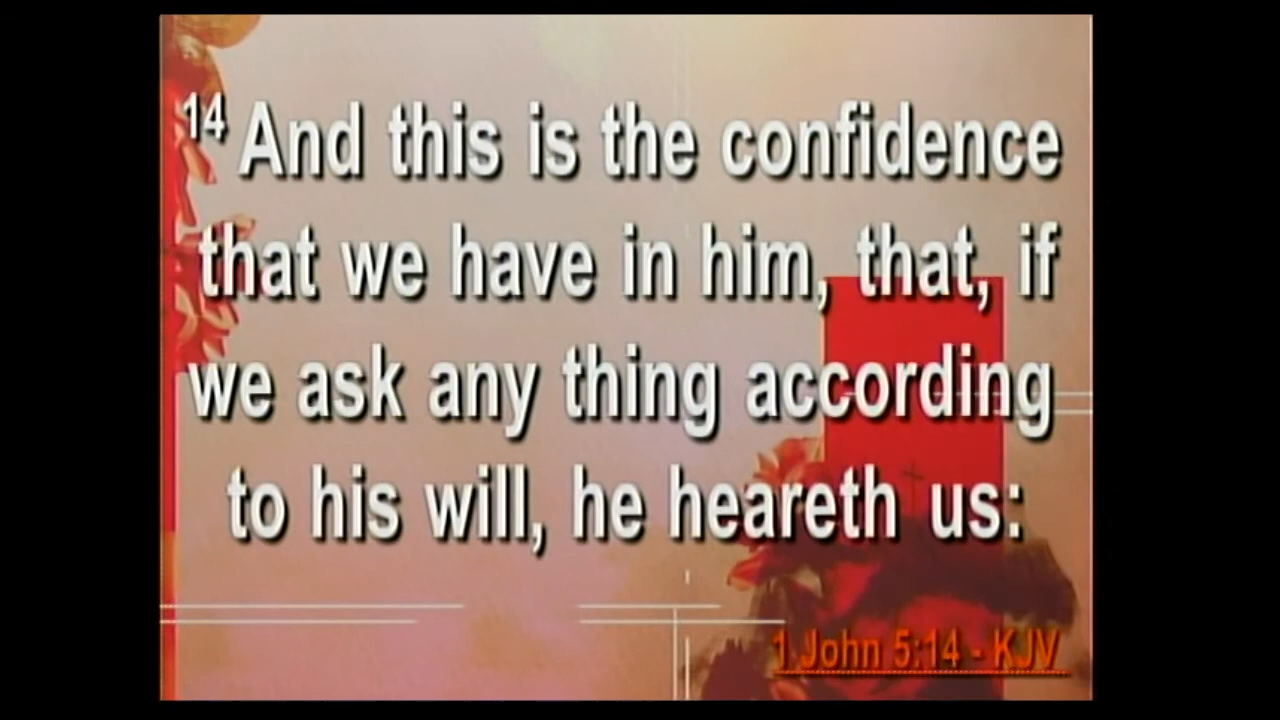 14 And this is the confidence
that we have in him, that, if
we ask any thing according
to his will, he heareth us:
1 John 5:14 - KJV